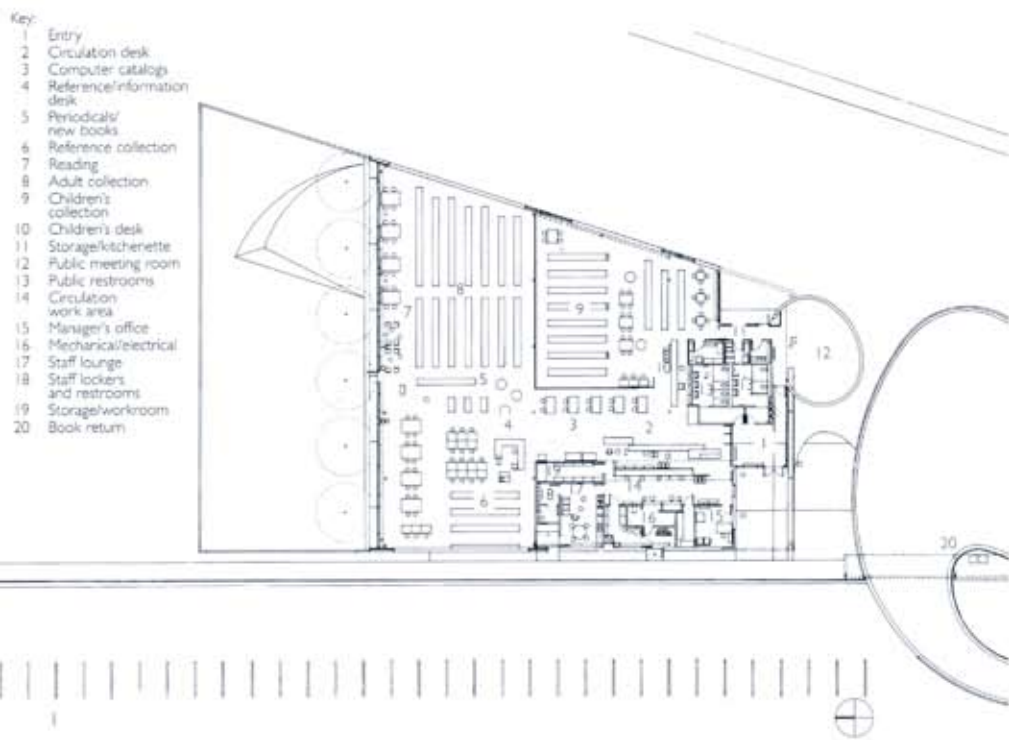 Key:
1 Entry
2 Circulation desk
3 Computer catalogs
4 Reference/information
desk
5 Periodicals/
new books
6 Reference collection
7 Reading
8 Adult collection
9 Children's
collection
10 Children's desk
11 Storage/kitchenette
12 Public meeting room
13 Public restrooms
14 Circulation
work area
15 Manager's office
16 Mechanical/electrical
17 Staff lounge
18 Staff lockers
and restrooms
19 Storage/workroom
20 Book return
8
9
7
12
5
4
3
2
1
17
14
6
16
15
20